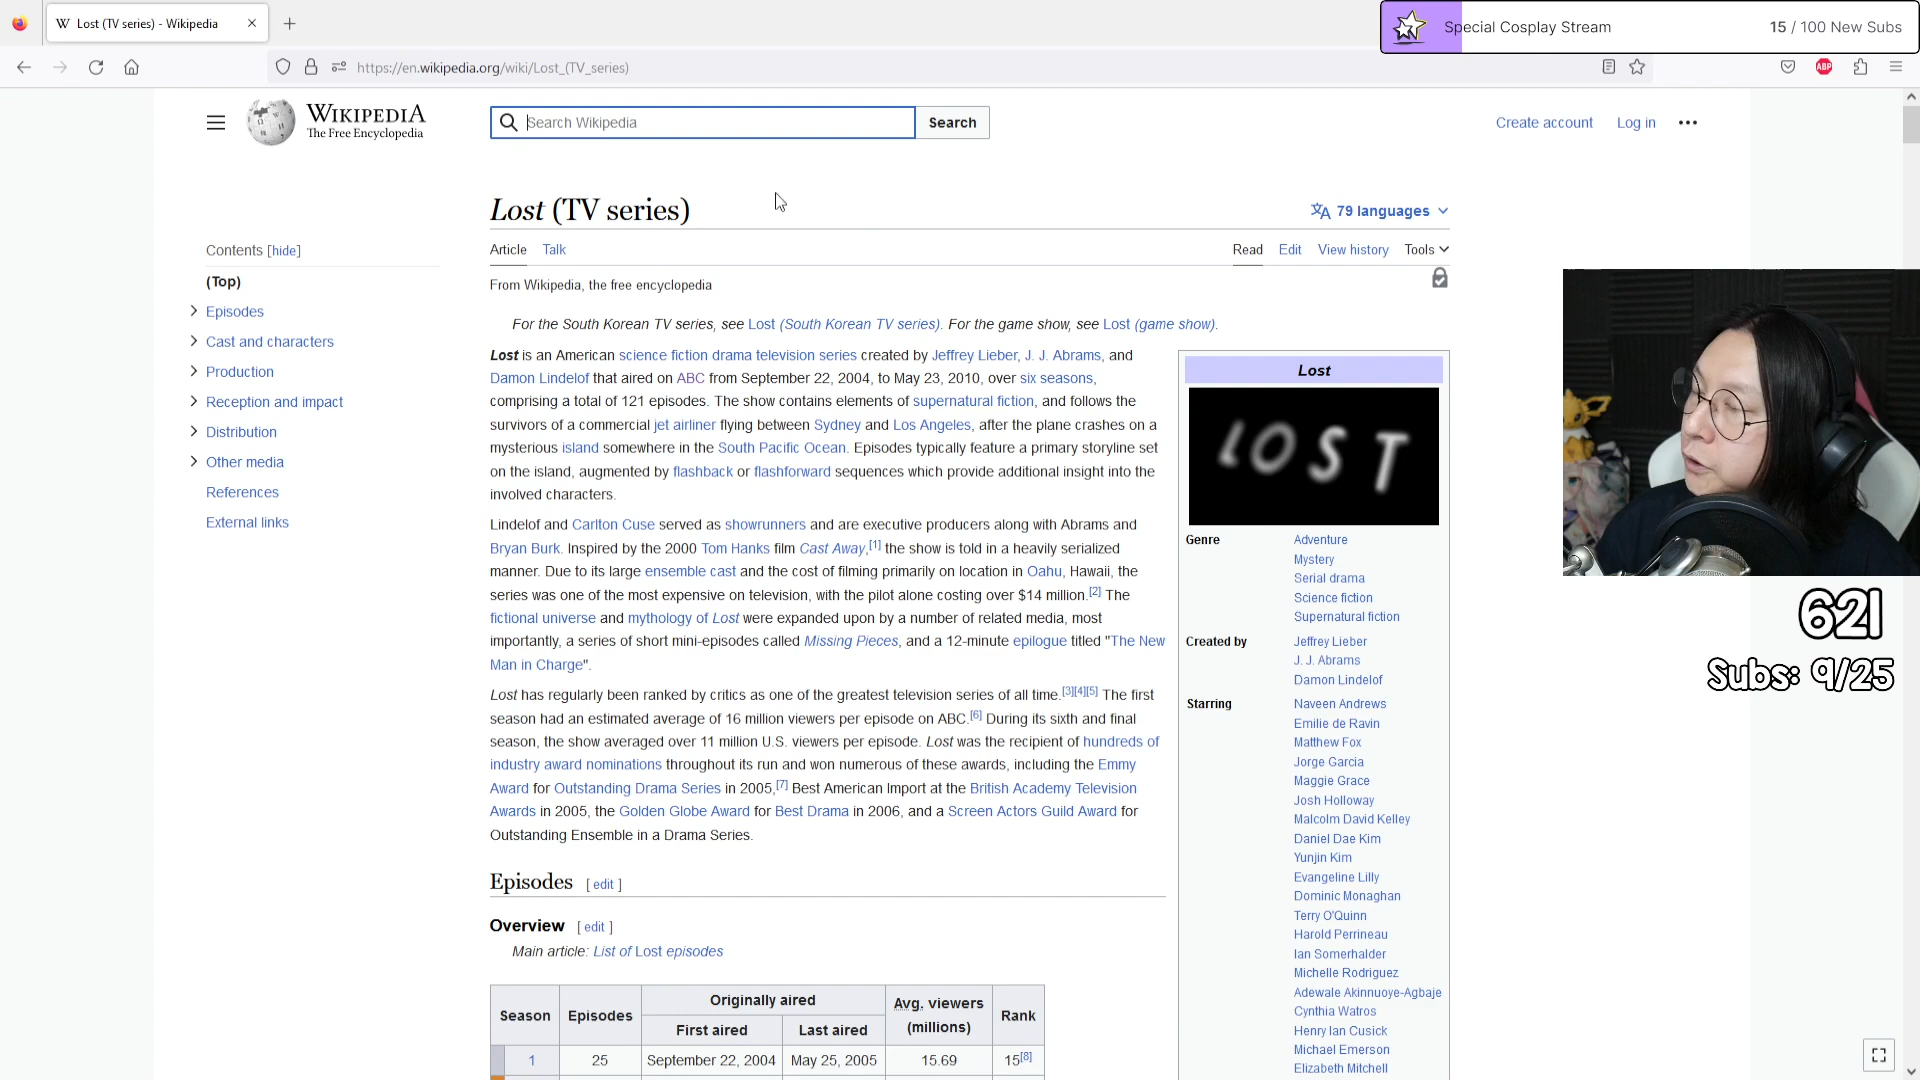 Lost (TV series) - Wikipedia
Special Cosplay Stream
15 / 100 New Subs
https://en.wikipedia.org/wiki/Lost_(TV_series)
ABP
WIKIPEDIA
The Free Encyclopedia
Search Wikipedia
Search
Create account
Log in
Lost (TV series)
79 languages
Article
Talk
Read
Edit
View history
Tools
From Wikipedia, the free encyclopedia
Contents [hide]
(Top)
Episodes
Cast and characters
Production
Reception and impact
Distribution
Other media
References
External links
For the South Korean TV series, see Lost (South Korean TV series). For the game show, see Lost (game show).
Lost is an American science fiction drama television series created by Jeffrey Lieber, J. J. Abrams, and
Damon Lindelof that aired on ABC from September 22, 2004, to May 23, 2010, over six seasons,
comprising a total of 121 episodes. The show contains elements of supernatural fiction, and follows the
survivors of a commercial jet airliner flying between Sydney and Los Angeles, after the plane crashes on a
mysterious island somewhere in the South Pacific Ocean. Episodes typically feature a primary storyline set
on the island, augmented by flashback or flashforward sequences which provide additional insight into the
involved characters.
Lindelof and Carlton Cuse served as showrunners and are executive producers along with Abrams and
Bryan Burk. Inspired by the 2000 Tom Hanks film Cast Away,[1] the show is told in a heavily serialized
manner. Due to its large ensemble cast and the cost of filming primarily on location in Oahu, Hawaii, the
series was one of the most expensive on television, with the pilot alone costing over $14 million.[2] The
fictional universe and mythology of Lost were expanded upon by a number of related media, most
importantly, a series of short mini-episodes called Missing Pieces, and a 12-minute epilogue titled "The New
Man in Charge".
Lost has regularly been ranked by critics as one of the greatest television series of all time.[3][4][5] The first
season had an estimated average of 16 million viewers per episode on ABC.[6] During its sixth and final
season, the show averaged over 11 million U.S. viewers per episode. Lost was the recipient of hundreds of
industry award nominations throughout its run and won numerous of these awards, including the Emmy
Award for Outstanding Drama Series in 2005,[7] Best American Import at the British Academy Television
Awards in 2005, the Golden Globe Award for Best Drama in 2006, and a Screen Actors Guild Award for
Outstanding Ensemble in a Drama Series.
Episodes [ edit ]
Overview [ edit ]
Main article: List of Lost episodes
Season
Episodes
Originally aired
First aired
Last aired
Avg. viewers
(millions)
Rank
1
25
September 22, 2004
May 25, 2005
15.69
15[8]
Lost
LOST
Genre
Adventure
Mystery
Serial drama
Science fiction
Supernatural fiction
Created by
Jeffrey Lieber
J. J. Abrams
Damon Lindelof
Starring
Naveen Andrews
Emilie de Ravin
Matthew Fox
Jorge Garcia
Maggie Grace
Josh Holloway
Malcolm David Kelley
Daniel Dae Kim
Yunjin Kim
Evangeline Lilly
Dominic Monaghan
Terry O'Quinn
Harold Perrineau
Ian Somerhalder
Michelle Rodriguez
Adewale Akinnuoye-Agbaje
Cynthia Watros
Henry Ian Cusick
Michael Emerson
Elizabeth Mitchell
621
Subs: 9/25